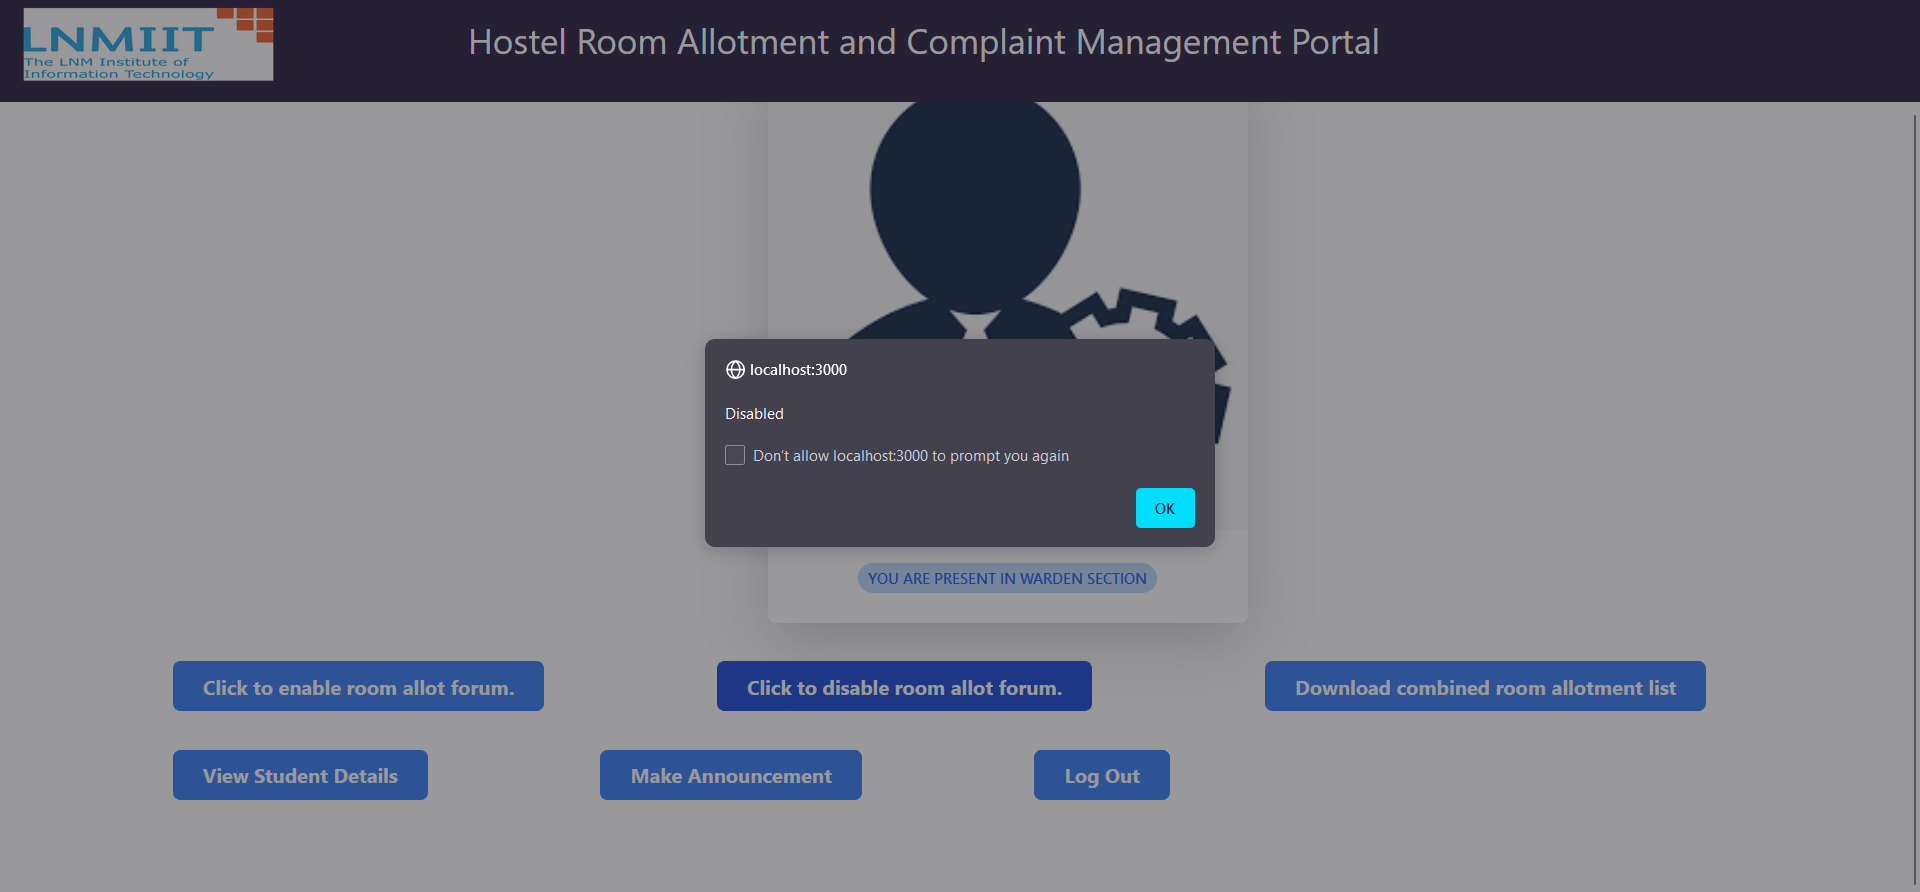 LNMIIT
The LNM Institute of
Information Technology
Hostel Room Allotment and Complaint Management Portal
localhost:3000
Disabled
Don't allow localhost:3000 to prompt you again
OK
YOU ARE PRESENT IN WARDEN SECTION
Click to enable room allot forum.
Click to disable room allot forum.
Download combined room allotment list
View Student Details
Make Announcement
Log Out